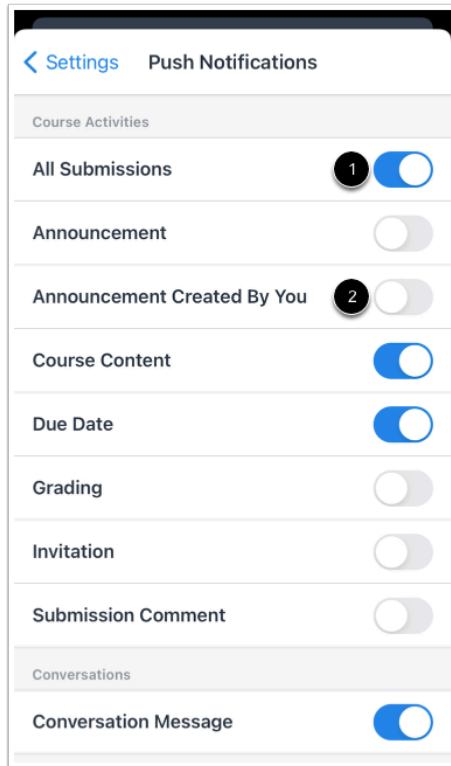 Settings Push Notifications
Course Activities
All Submissions 1
Announcement
Announcement Created By You 2
Course Content
Due Date
Grading
Invitation
Submission Comment
Conversations
Conversation Message